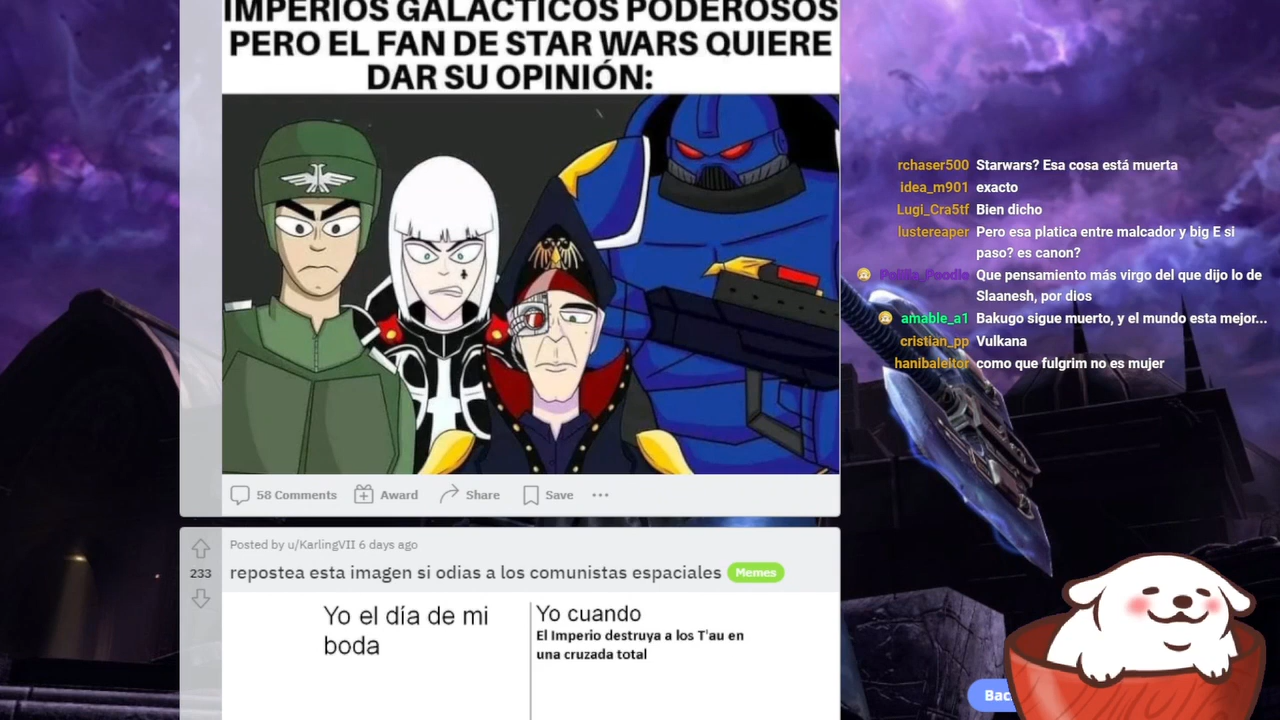 IMPERIOS GALÁCTICOS PODEROSOS
PERO EL FAN DE STAR WARS QUIERE
DAR SU OPINIÓN:
58 Comments Award Share Save
Posted by u/KarlingVII 6 days ago
233
repostea esta imagen si odias a los comunistas espaciales Memes
Yo el día de mi
boda
Yo cuando
El Imperio destruya a los T'au en
una cruzada total
rchaser500 Starwars? Esa cosa está muerta
idea_m901 exacto
Lugi_Cra5tf Bien dicho
lustereaper Pero esa platica entre malcador y big E si
paso? es canon?
Que pensamiento más virgo del que dijo lo de
Slaanesh, por dios
amable_a1 Bakugo sigue muerto, y el mundo esta mejor...
cristian_pp Vulkana
hanibaleitor como que fulgrim no es mujer